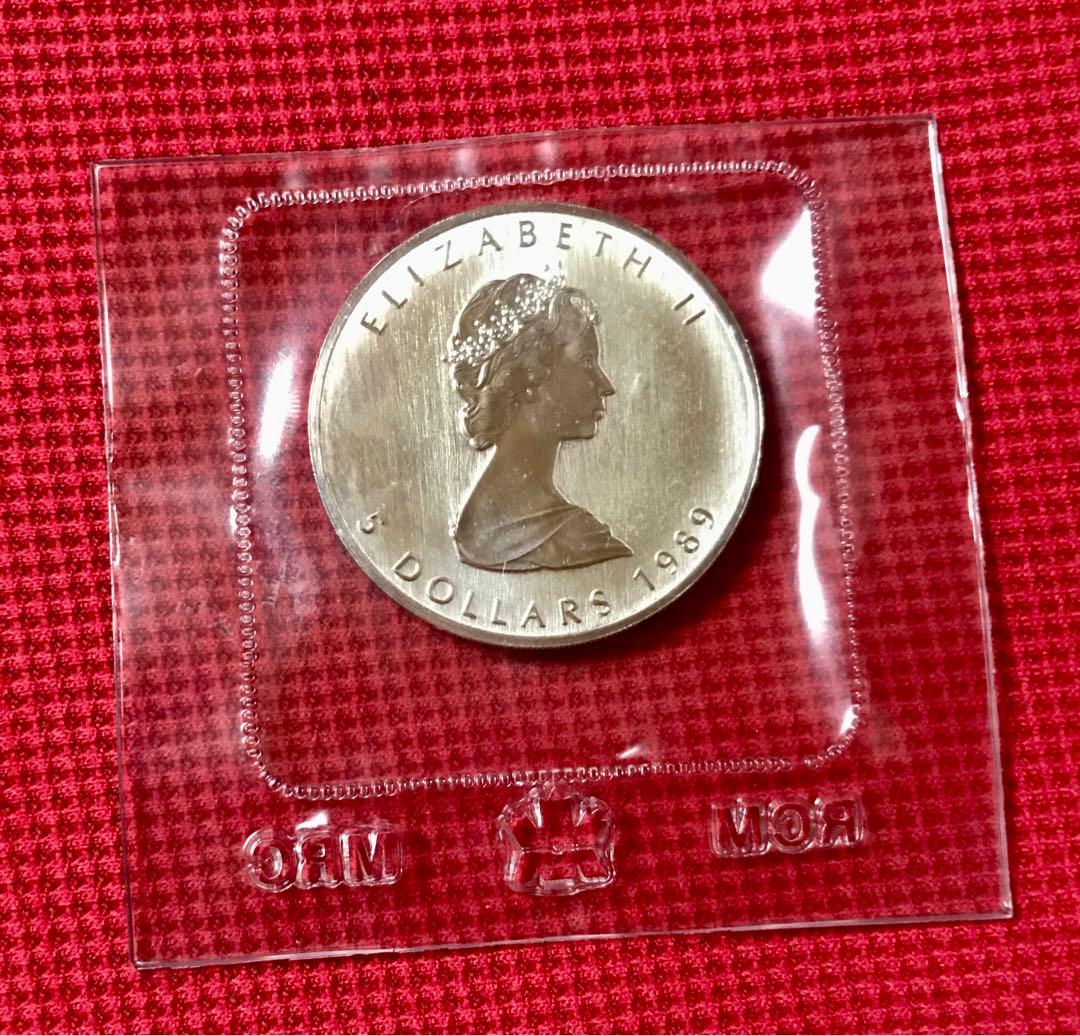 ELIZABETH II
5 DOLLARS 1989
MRC RCM